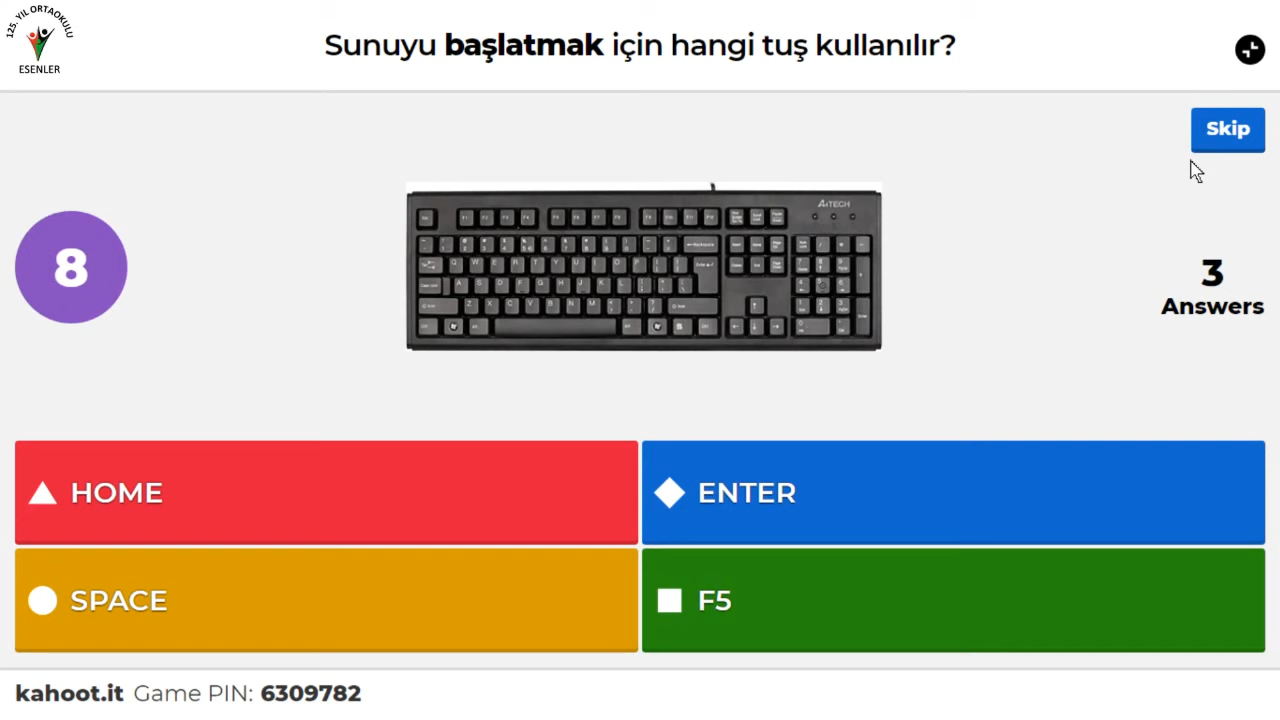 125. YIL ORTAOKULU
ESENLER
Sunuyu başlatmak için hangi tuş kullanılır?
Skip
8
A4TECH
3
Answers
HOME
ENTER
SPACE
F5
kahoot.it Game PIN: 6309782